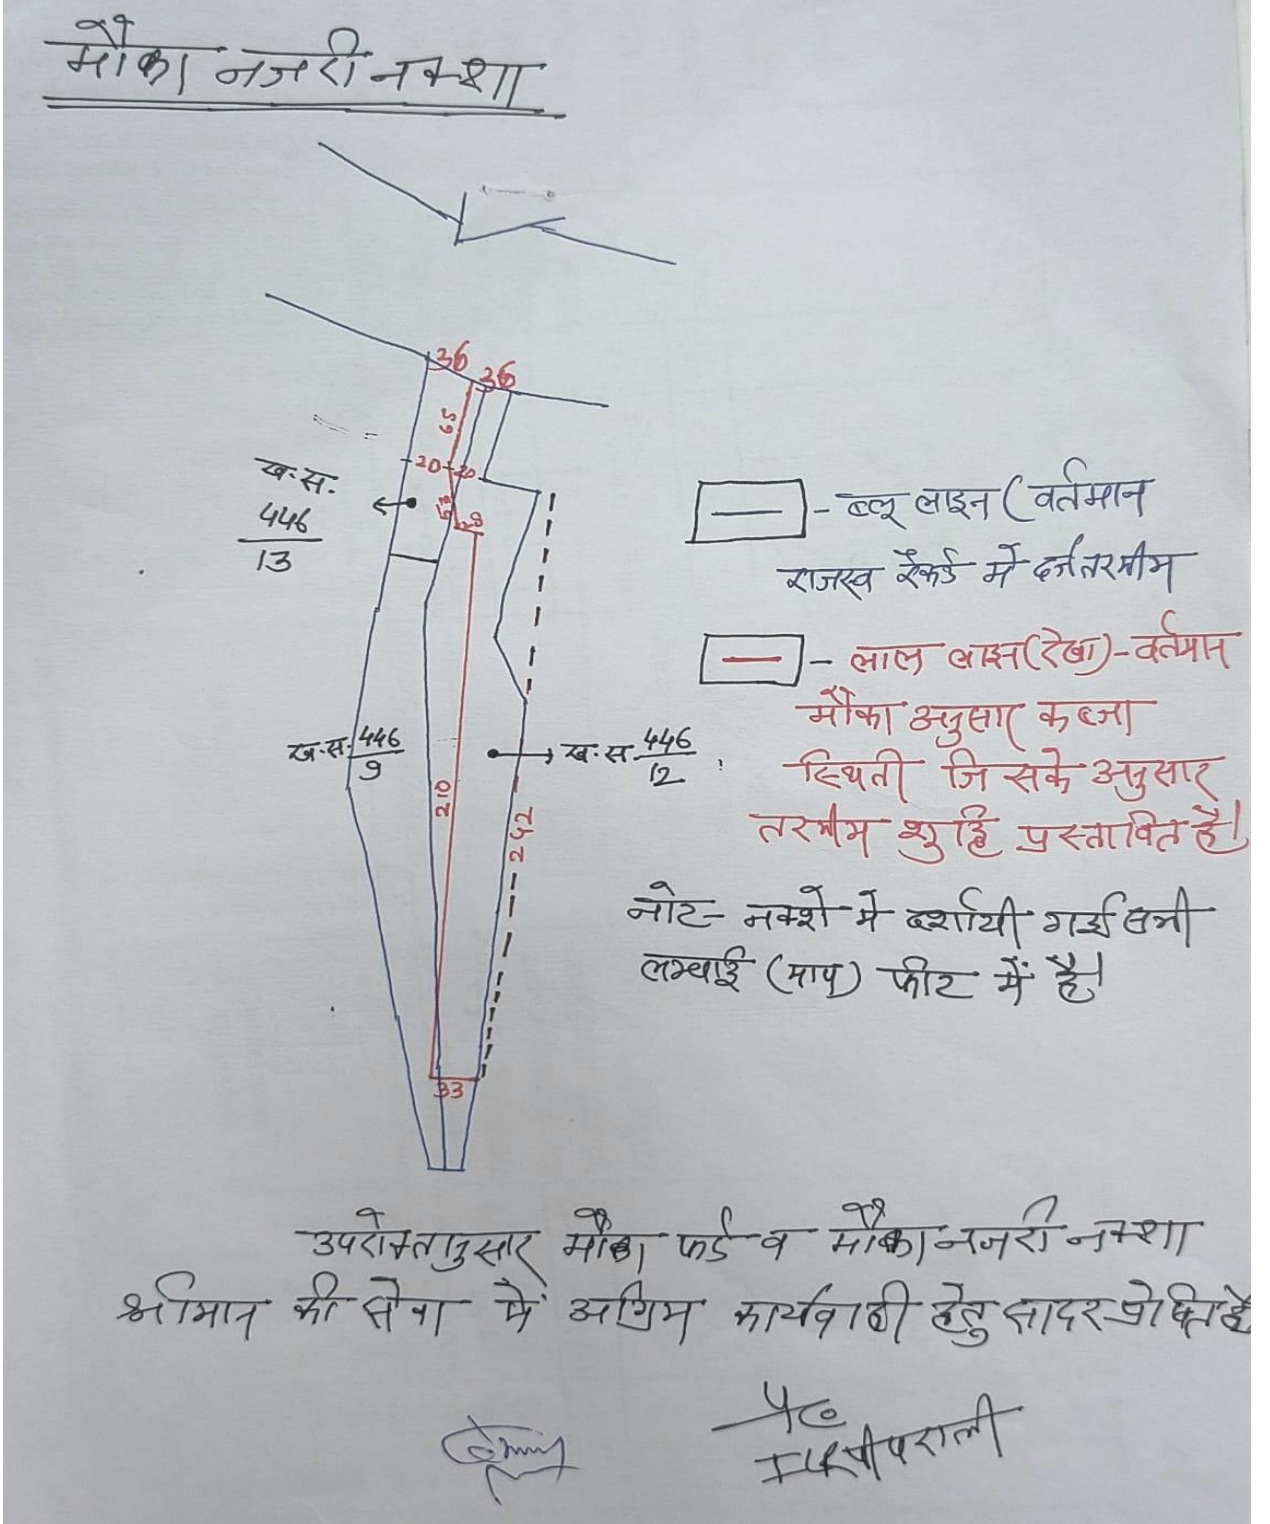 मौका नजरी नक्शा
36
36
65
20
20
ख.स.
446
13
53
ब्लू लाइन (वर्तमान
राजस्व रैकर्ड में दर्ज तरमीम
लाल लाइन (रेखा) - वर्तमान
मौका अनुसार कब्जा
स्थिती जिसके अनुसार
तरमीम शुद्धि प्रस्तावित है।
ख.स. 446
9
ख.स. 446
12
210
242
नोट - नक्शे मे दर्शायी गई सभी
लम्बाई (माप) फीट में है।
33
उपरोक्तानुसार मौका फर्द व मौका नजरी नक्शा
श्रीमान की सेवा में अग्रिम कार्यवाही हेतु सादर प्रेषित है